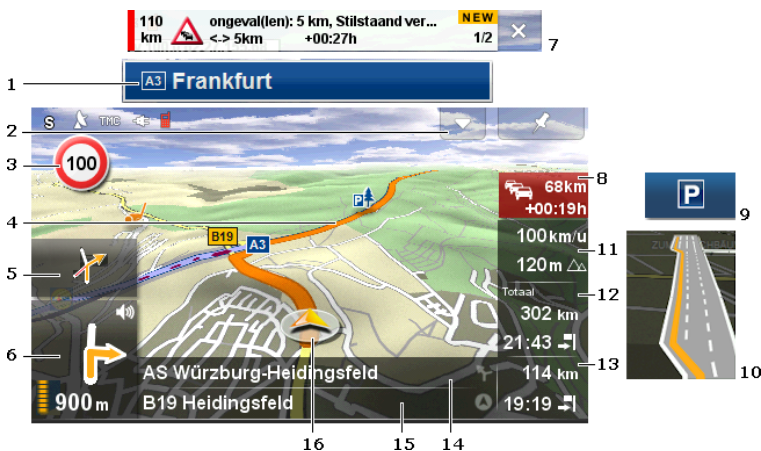 110 km
ongeval(len): 5 km, Stilstaand ver...
<-> 5km +00:27h
NEW
1/2
7
1
A3 Frankfurt
S TMC
2
3
100
8
68km
+00:19h
P
9
P
4
B19
A3
100km/u
120m
11
5
Totaal
302 km
21:43
12
6
900 m
AS Würzburg-Heidingsfeld
B19 Heidingsfeld
114 km
19:19
13
10
16
15
14